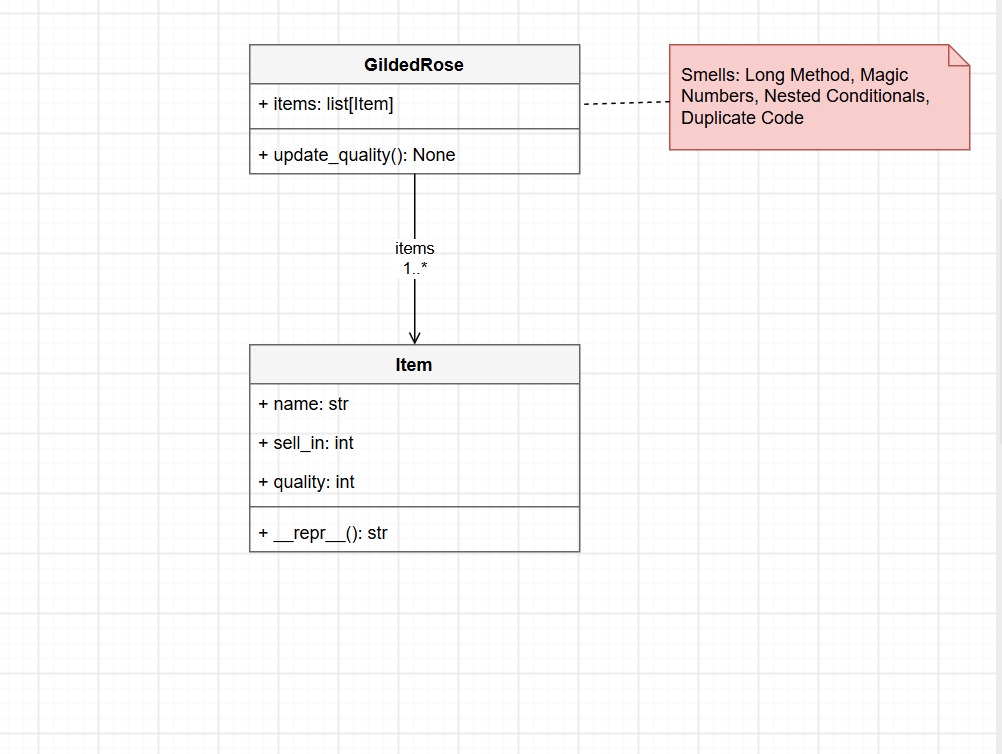 GildedRose
+ items: list[Item]
+ update_quality(): None
Smells: Long Method, Magic
Numbers, Nested Conditionals,
Duplicate Code
items
1..*
Item
+ name: str
+ sell_in: int
+ quality: int
+ __repr__(): str